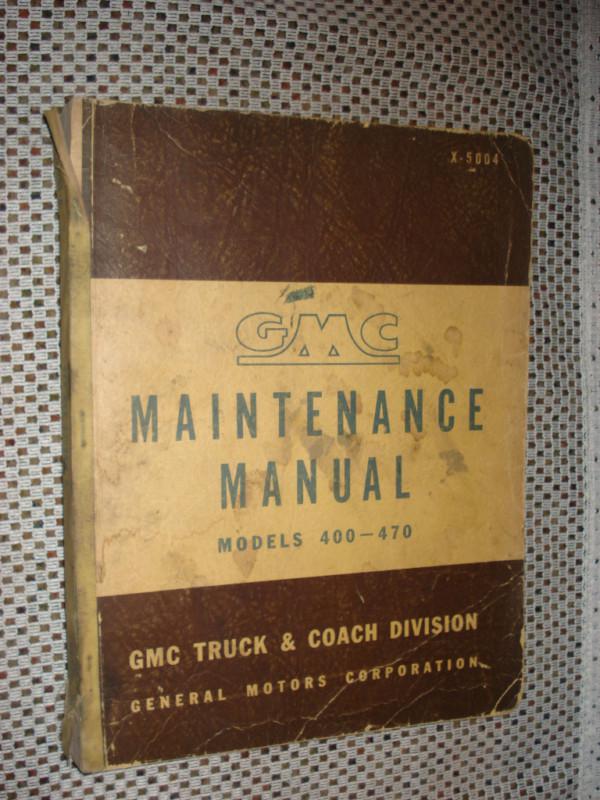 X-5004
GMC
MAINTENANCE
MANUAL
MODELS 400-470
GMC TRUCK & COACH DIVISION
GENERAL MOTORS CORPORATION